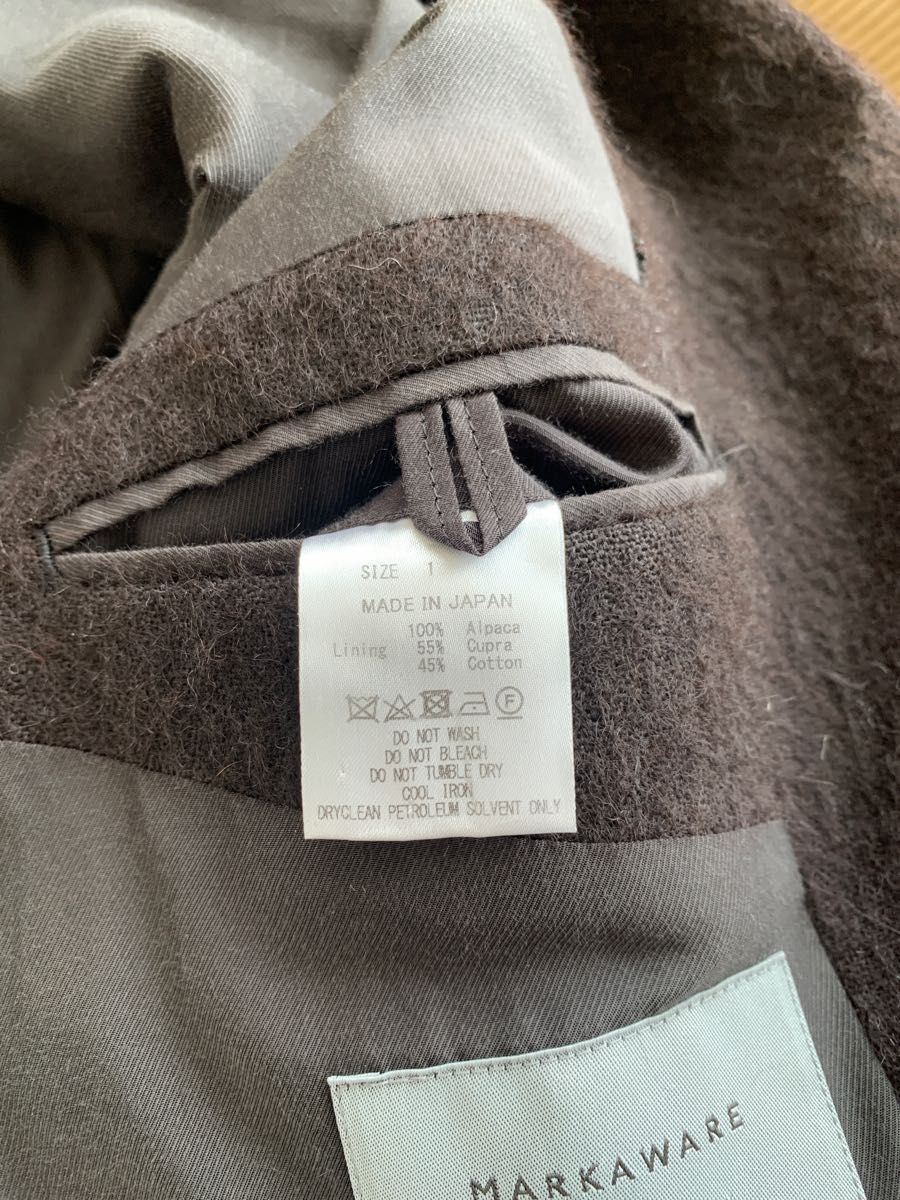 SIZE 1
MADE IN JAPAN
100% Alpaca
Lining 55% Cupra
45% Cotton
F
DO NOT WASH
DO NOT BLEACH
DO NOT TUMBLE DRY
COOL IRON
DRYCLEAN PETROLEUM SOLVENT ONLY
MARKAWARE